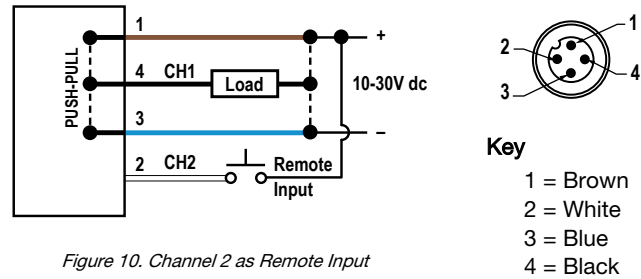 1
+
PUSH-PULL
4 CH1
Load
10-30V dc
3
–
2 CH2
Remote
Input
Figure 10. Channel 2 as Remote Input
1
2
4
3
Key
1 = Brown
2 = White
3 = Blue
4 = Black